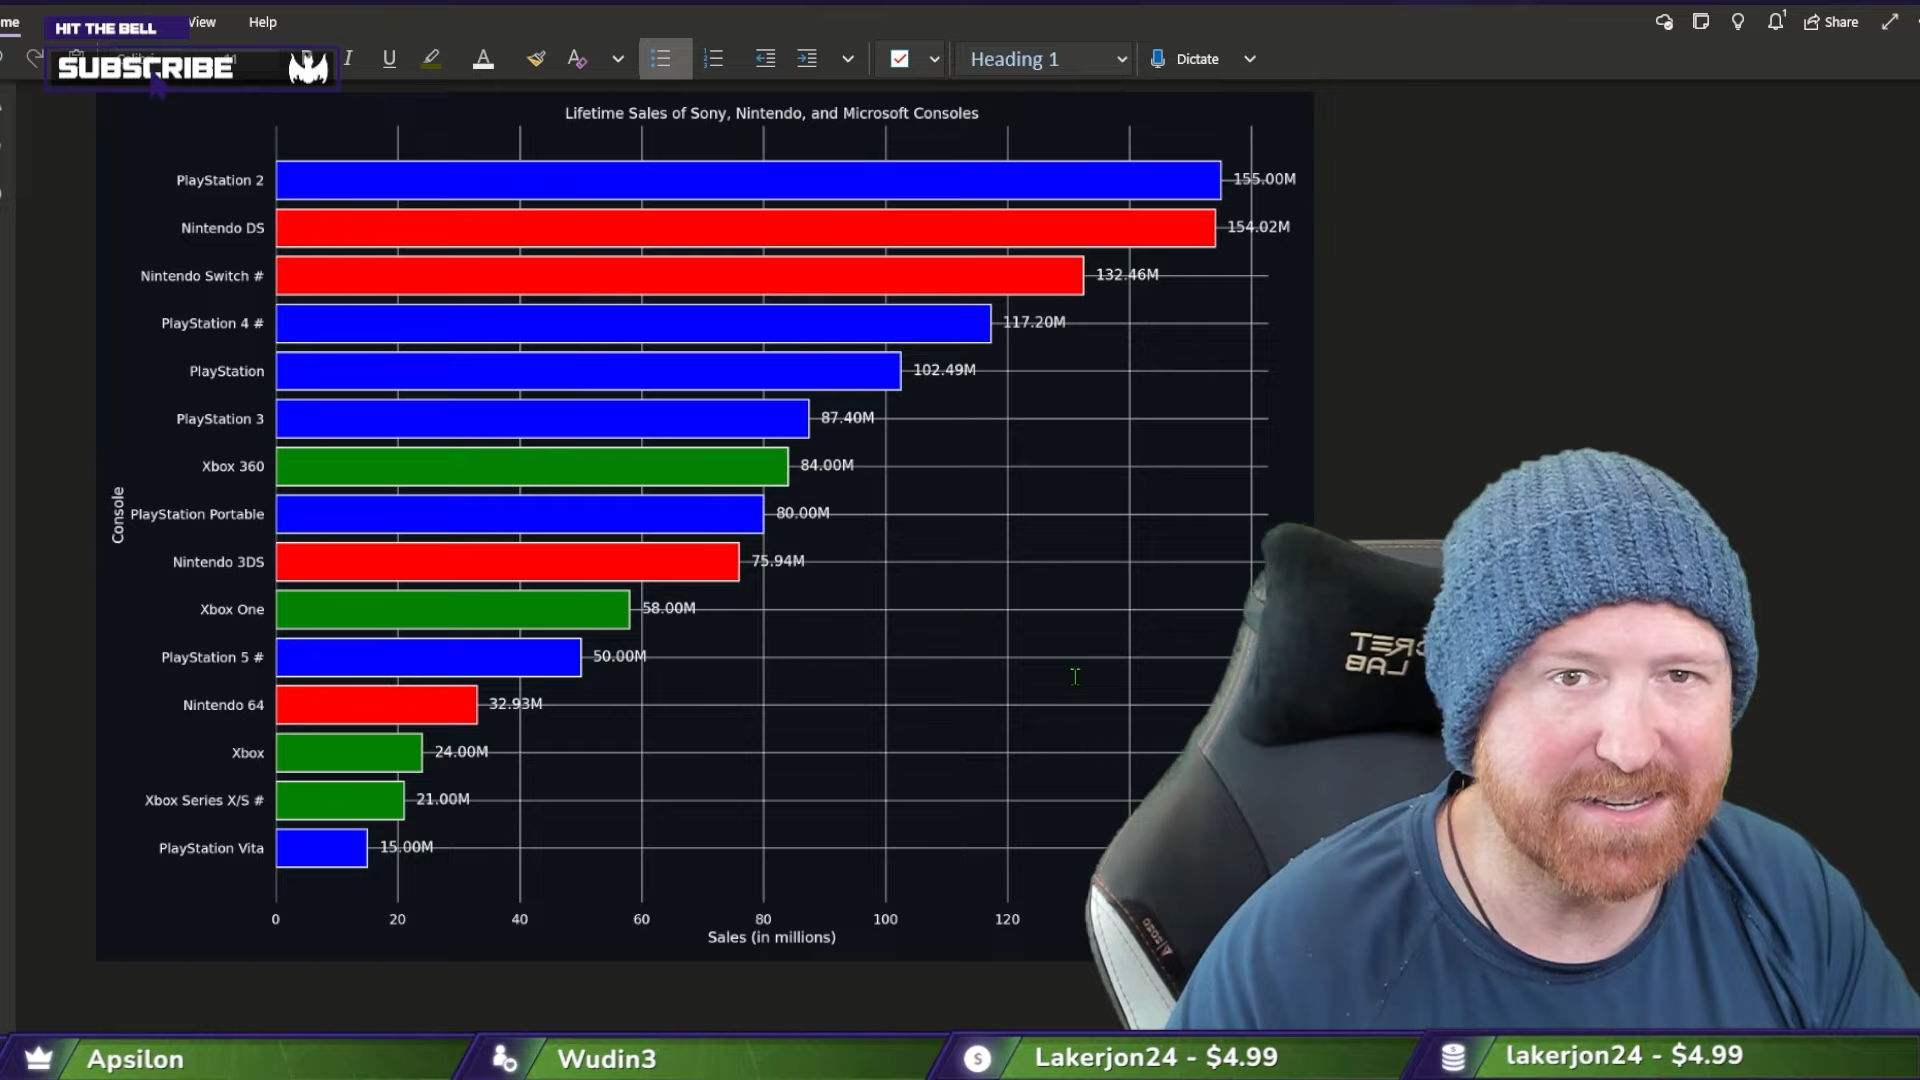 me
View
Help
HIT THE BELL
SUBSCRIBE
Share
1
I
U
A
A
Heading 1
Dictate
Lifetime Sales of Sony, Nintendo, and Microsoft Consoles
PlayStation 2
155.00M
Nintendo DS
154.02M
Nintendo Switch #
132.46M
PlayStation 4 #
117.20M
PlayStation
102.49M
PlayStation 3
87.40M
Xbox 360
84.00M
PlayStation Portable
80.00M
Nintendo 3DS
75.94M
Xbox One
58.00M
PlayStation 5 #
50.00M
Nintendo 64
32.93M
Xbox
24.00M
Xbox Series X/S #
21.00M
PlayStation Vita
15.00M
Console
0 20 40 60 80 100 120
Sales (in millions)
SECRET
LAB
Apsilon
Wudin3
Lakerjon24 - $4.99
lakerjon24 - $4.99